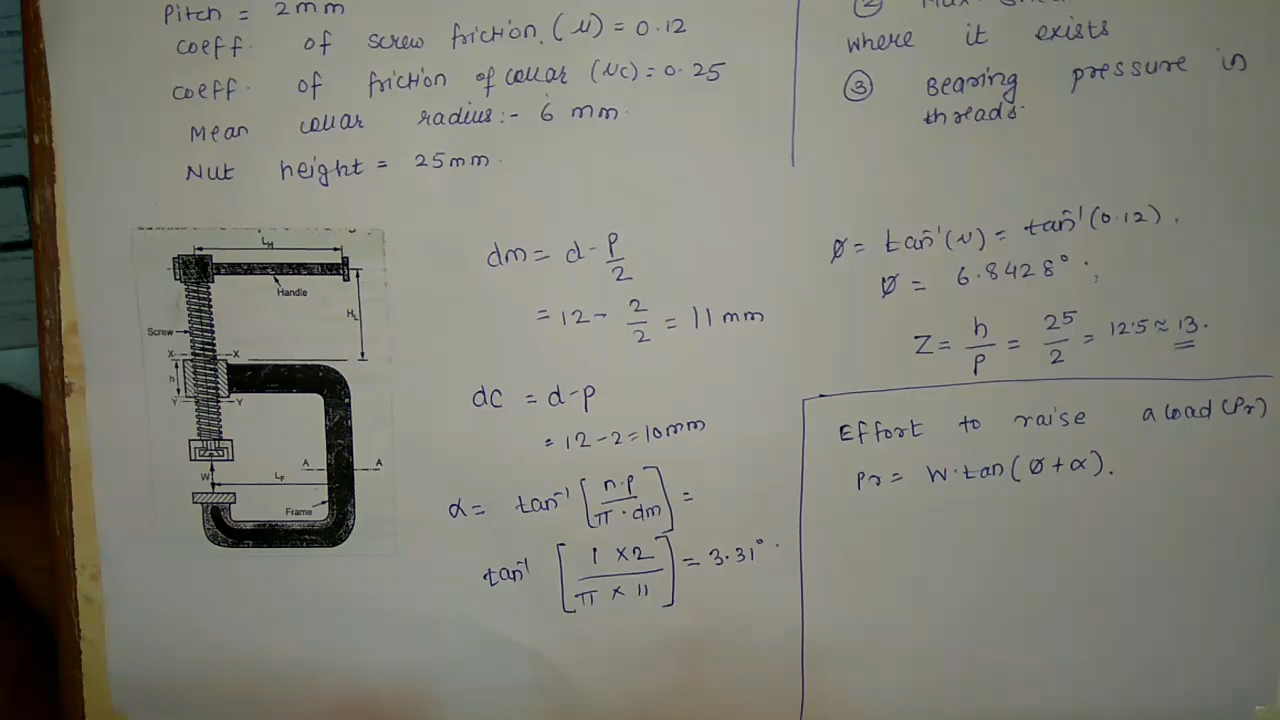 Pitch = 2mm
coeff. of screw friction. (μ) = 0.12
coeff. of friction of collar (μc) = 0.25
Mean collar radius:- 6 mm.
Nut height = 25mm.
②
where it exists
③ Bearing pressure in
threads.
LH
Handle
HL
Screw
X X
h
Y Y
A A
W
LF
Frame
dm = d - p/2
= 12 - 2/2 = 11 mm
dc = d-p
= 12-2=10mm
α = tan⁻¹ [n.p / π.dm] =
tan⁻¹ [1 x2 / π x 11] = 3.31°.
Ø = tan⁻¹(μ) = tan⁻¹(0.12).
Ø = 6.8428°.;
Z = h/p = 25/2 = 12.5 ≈ 13.
Effort to raise a load (Pr)
Pr = W.tan(Ø+α).